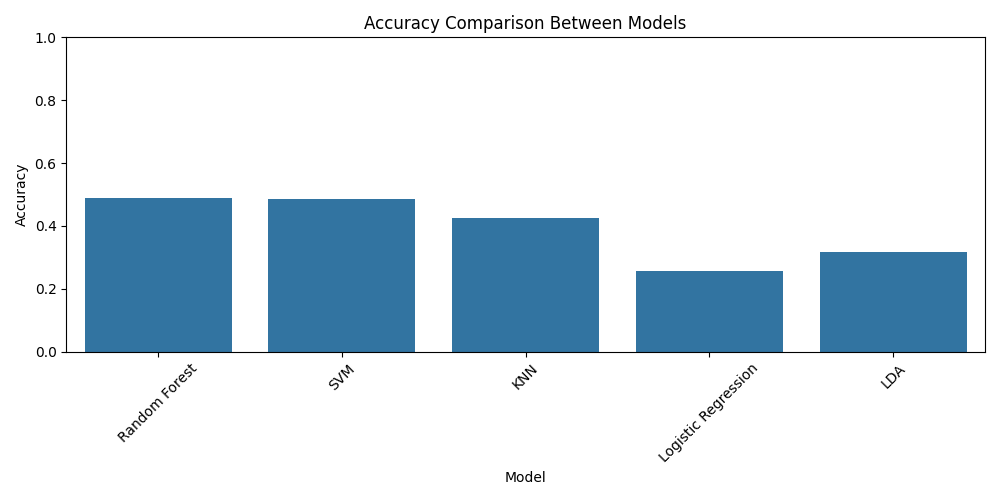 Accuracy Comparison Between Models
1.0
0.8
0.6
0.4
0.2
0.0
Accuracy
Random Forest
SVM
KNN
Logistic Regression
LDA
Model